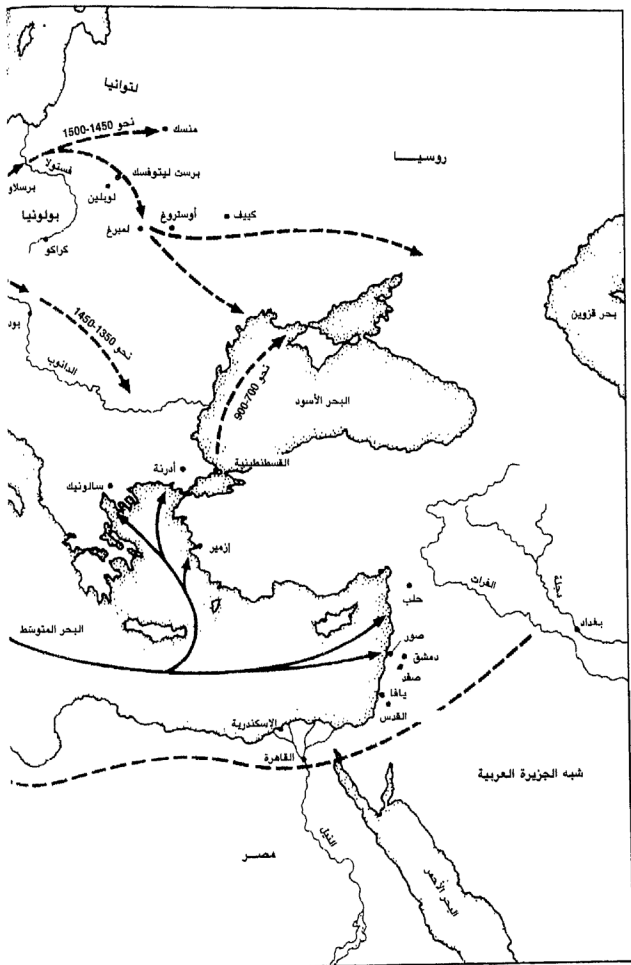 لتوانيا
نحو 1450-1500
منسك
روسيـــا
فستولا
برست ليتوفسك
برسلاو
لوبلين
بولونيا
كييف
أوستروغ
لمبرغ
كراكو
بحر قزوين
نحو 1350-1450
بود
الدانوب
نحو 700-900
البحر الأسود
القسطنطينية
أدرنة
سالونيك
إزمير
الفرات
دجلة
حلب
بغداد
البحر المتوسط
صور
دمشق
صفد
يافا
القدس
الإسكندرية
القاهرة
شبه الجزيرة العربية
النيل
مصـر
البحر الأحمر